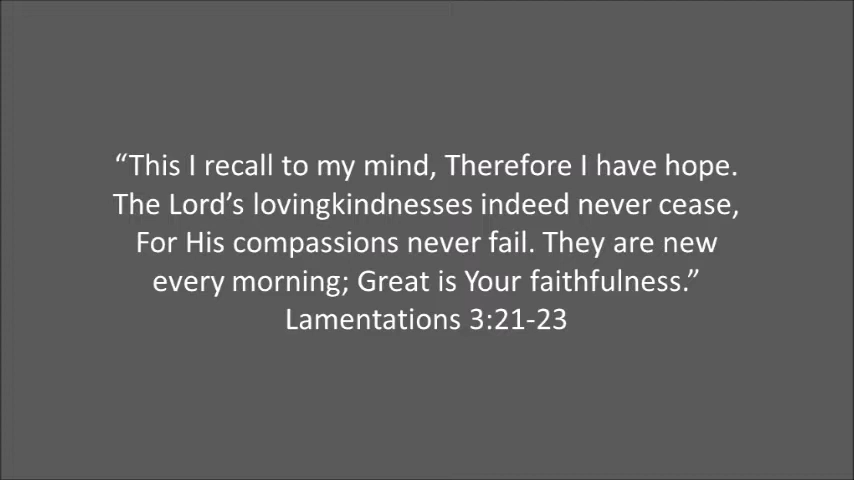 “This I recall to my mind, Therefore I have hope.
The Lord’s lovingkindnesses indeed never cease,
For His compassions never fail. They are new
every morning; Great is Your faithfulness.”
Lamentations 3:21-23